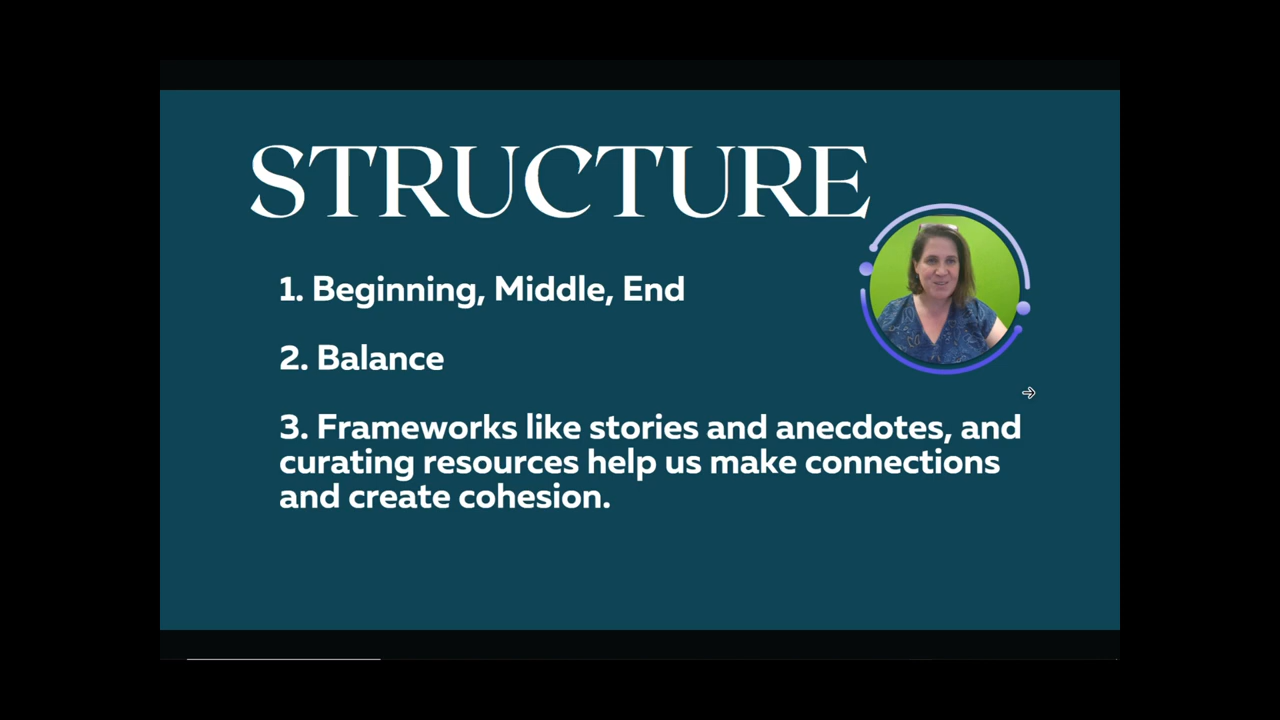 STRUCTURE
1. Beginning, Middle, End
2. Balance
3. Frameworks like stories and anecdotes, and
curating resources help us make connections
and create cohesion.